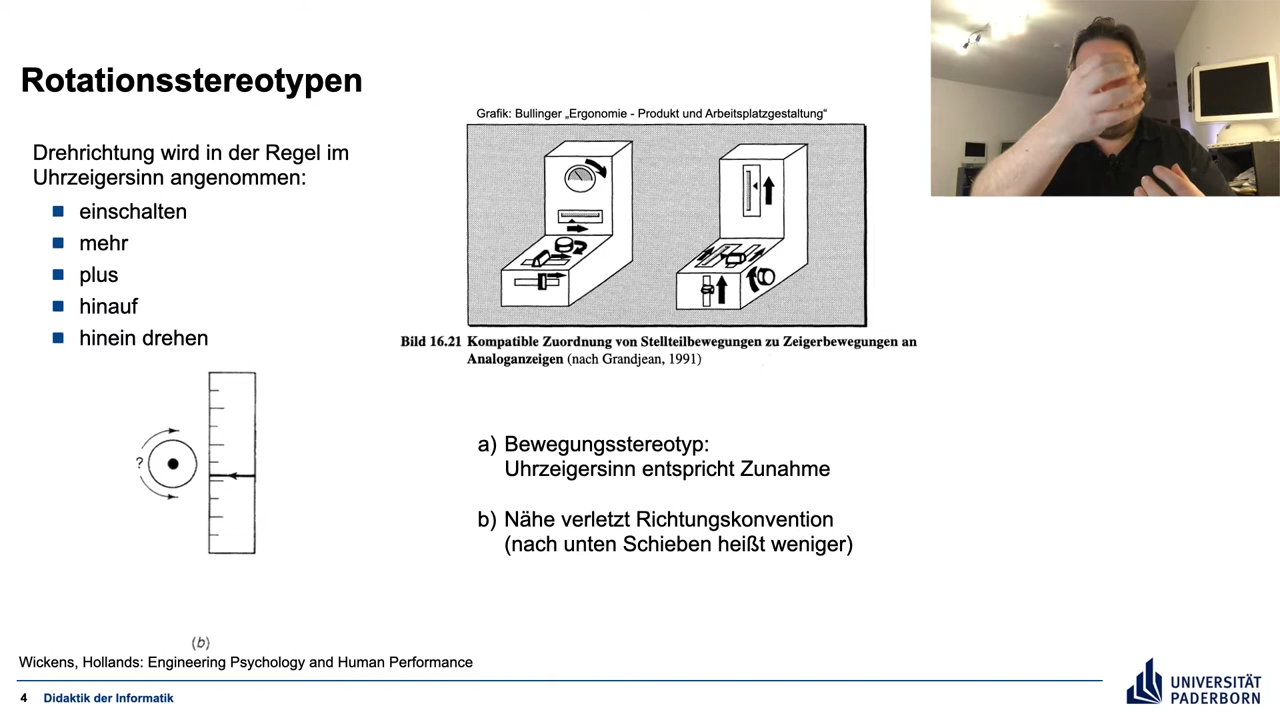 Rotationsstereotypen
Drehrichtung wird in der Regel im
Uhrzeigersinn angenommen:
einschalten
mehr
plus
hinauf
hinein drehen
?
(b)
Wickens, Hollands: Engineering Psychology and Human Performance
Grafik: Bullinger „Ergonomie - Produkt und Arbeitsplatzgestaltung“
Bild 16.21 Kompatible Zuordnung von Stellteilbewegungen zu Zeigerbewegungen an
Analoganzeigen (nach Grandjean, 1991)
a) Bewegungsstereotyp:
Uhrzeigersinn entspricht Zunahme
b) Nähe verletzt Richtungskonvention
(nach unten Schieben heißt weniger)
4 Didaktik der Informatik
UNIVERSITÄT
PADERBORN